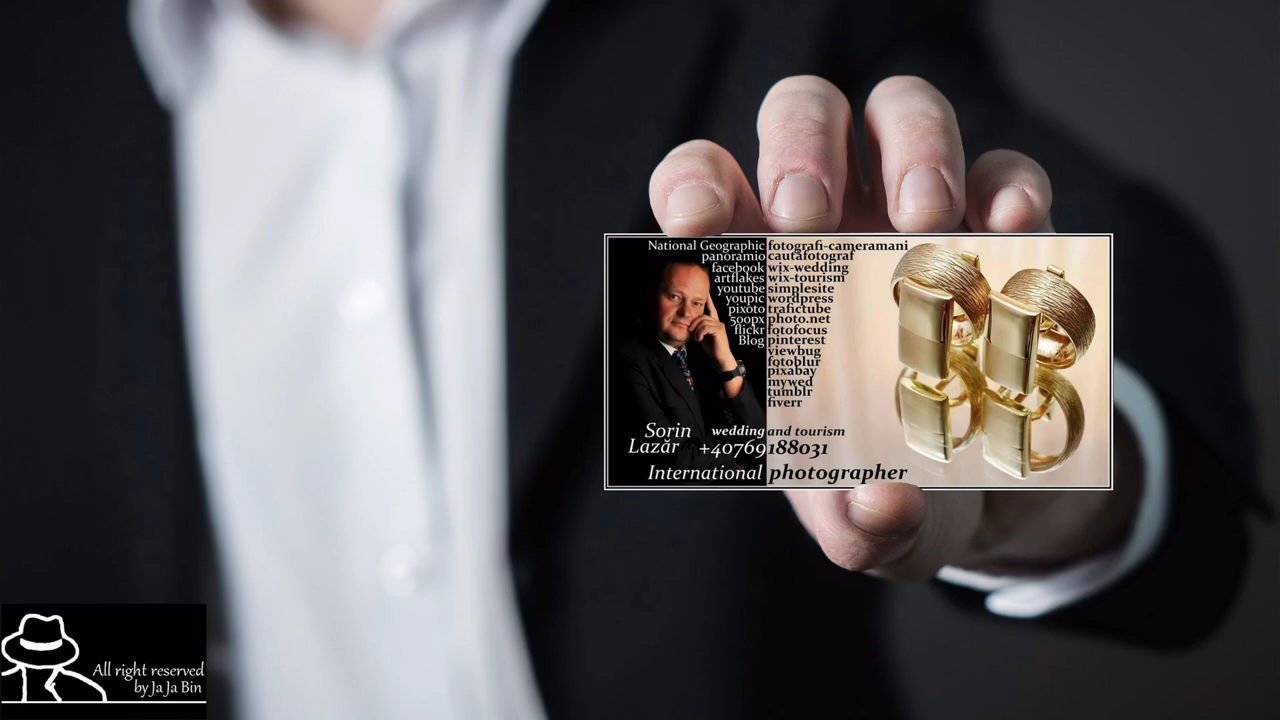 National Geographic
panoramio
facebook
artflakes
youtube
youpic
pixoto
500px
flickr
Blog
fotografi-cameramani
cautafotograf
wix-wedding
wix-tourism
simplesite
wordpress
trafictube
photo.net
fotofocus
pinterest
viewbug
fotoblur
pixabay
mywed
tumblr
fiverr
Sorin
Lazăr
wedding and tourism
+40769188031
International photographer
All right reserved
by Ja Ja Bin